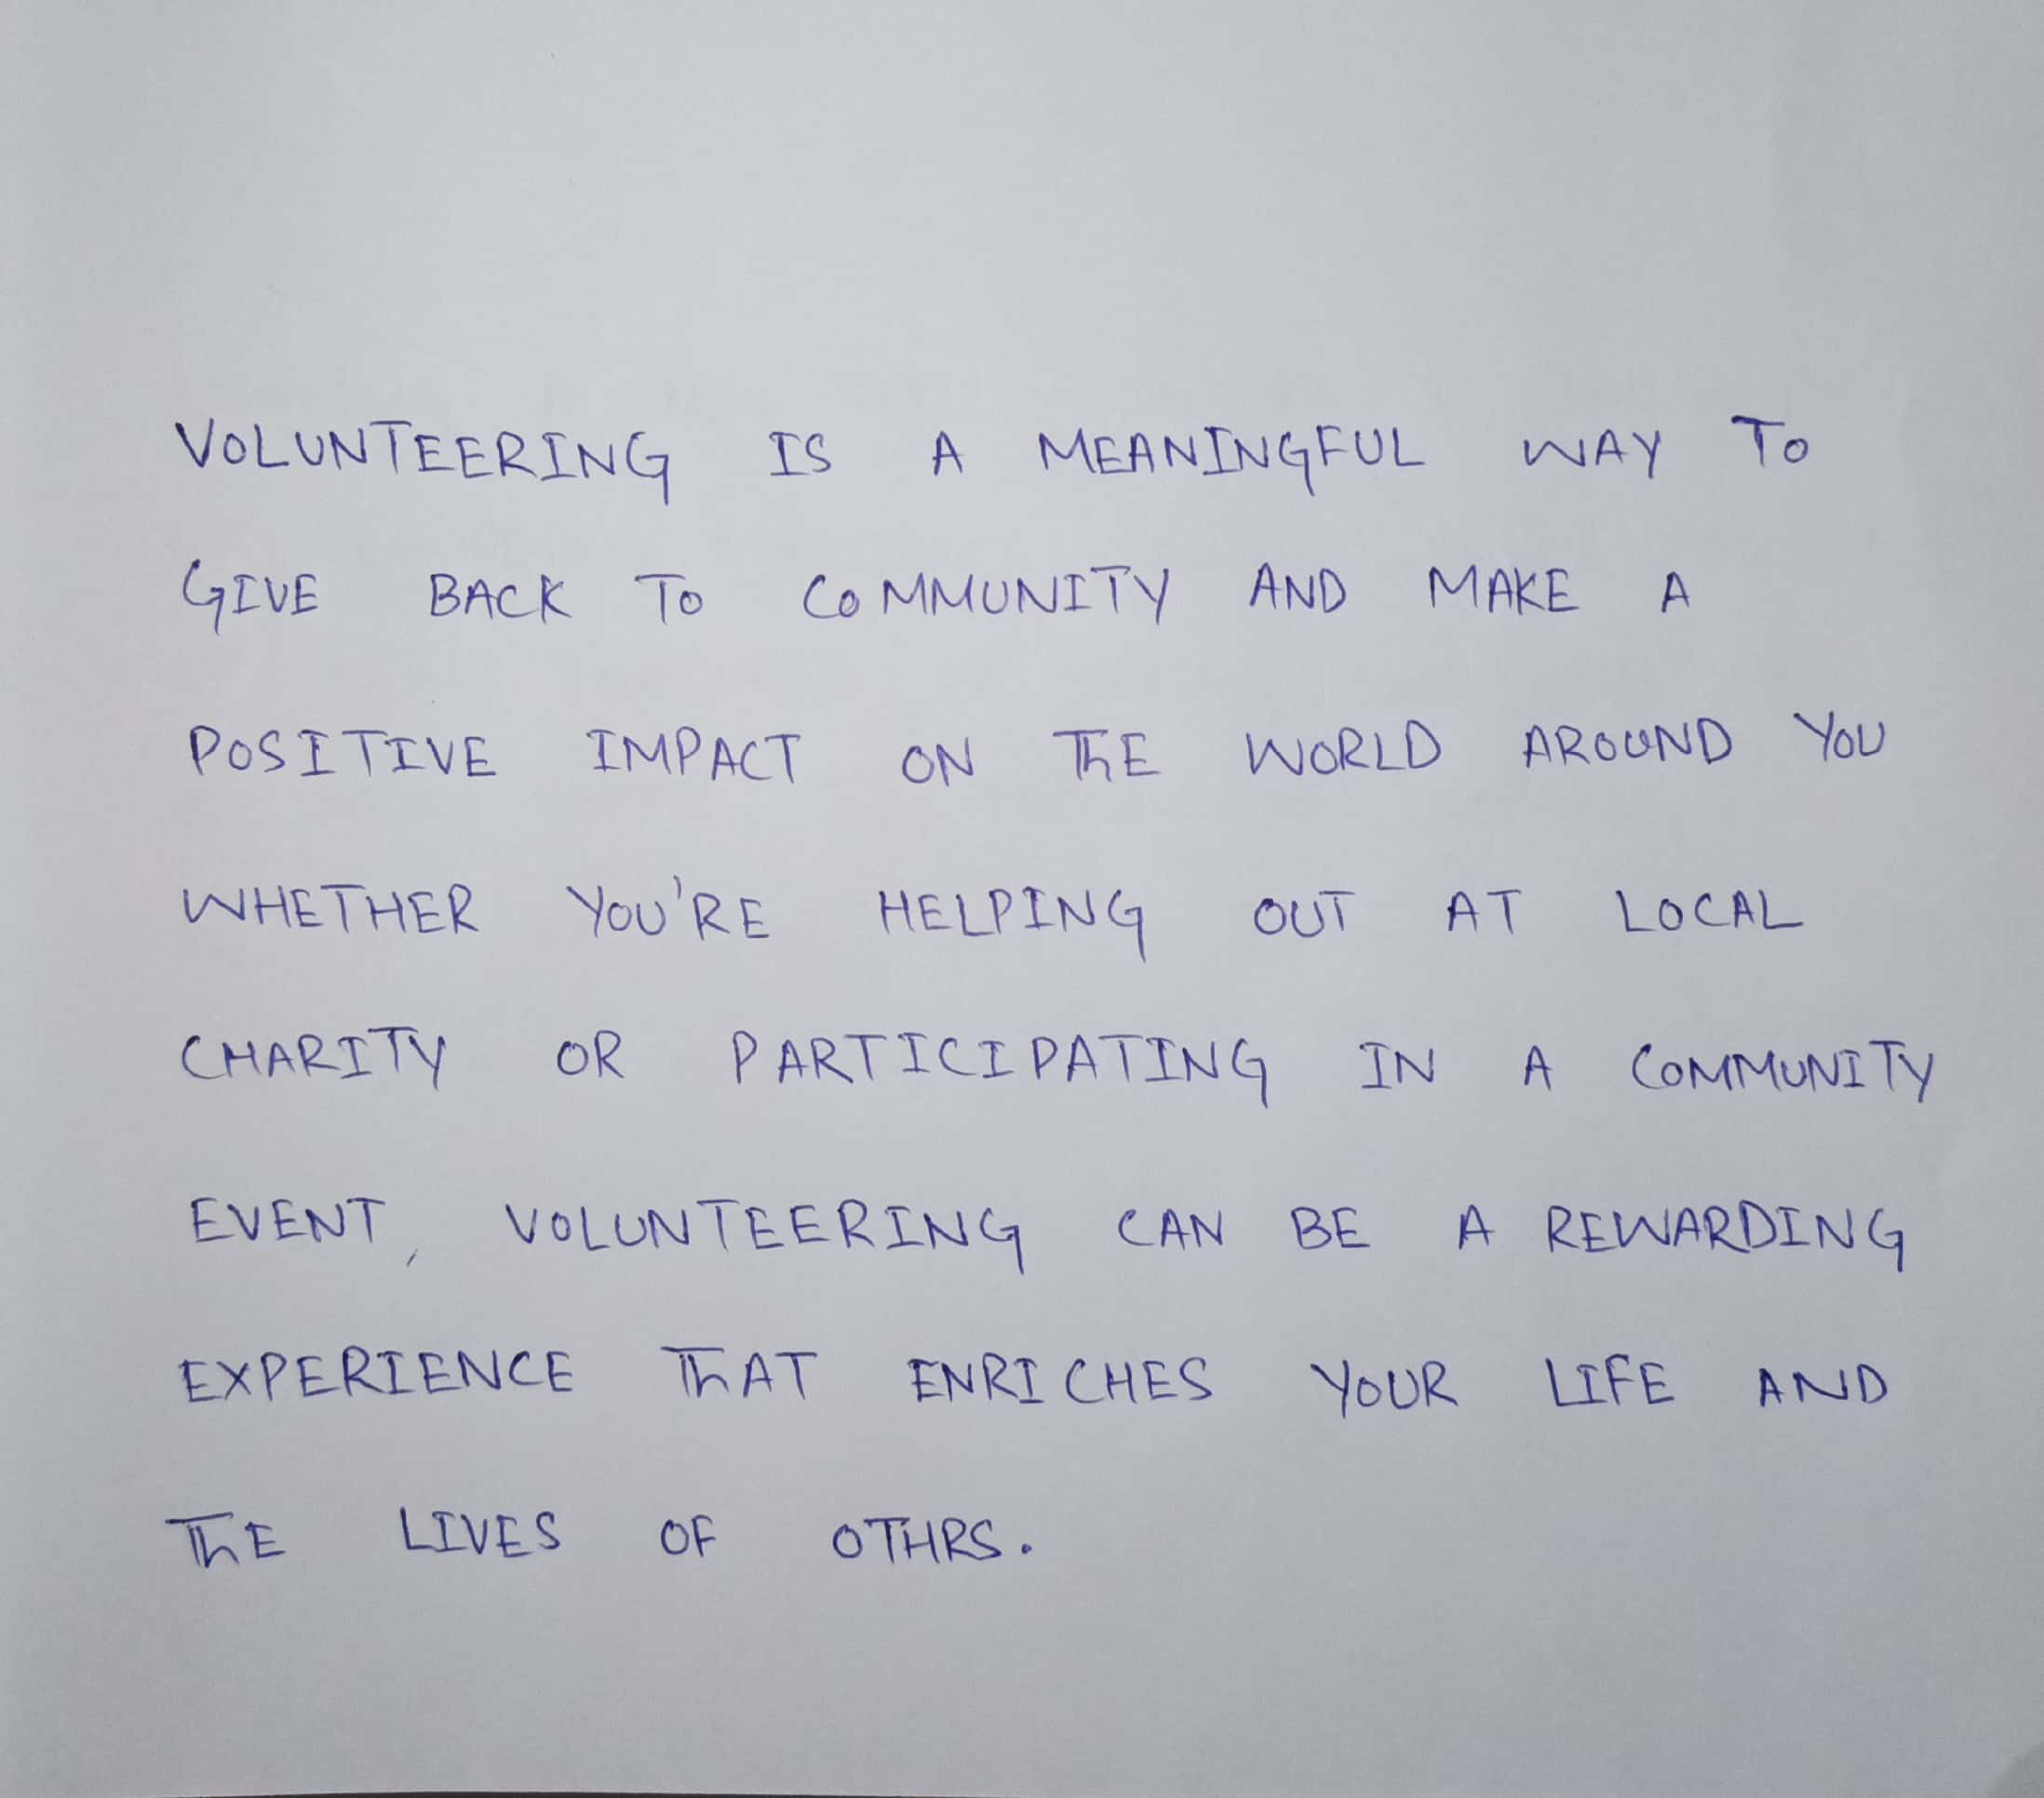 VOLUNTEERING IS A MEANINGFUL WAY TO
GIVE BACK TO COMMUNITY AND MAKE A
POSITIVE IMPACT ON ThE WORLD AROUND YOU
WHETHER YOU'RE HELPING OUT AT LOCAL
CHARITY OR PARTICIPATING IN A COMMUNITY
EVENT, VOLUNTEERING CAN BE A REWARDING
EXPERIENCE ThAT ENRICHES YOUR LIFE AND
ThE LIVES OF OTHRS.